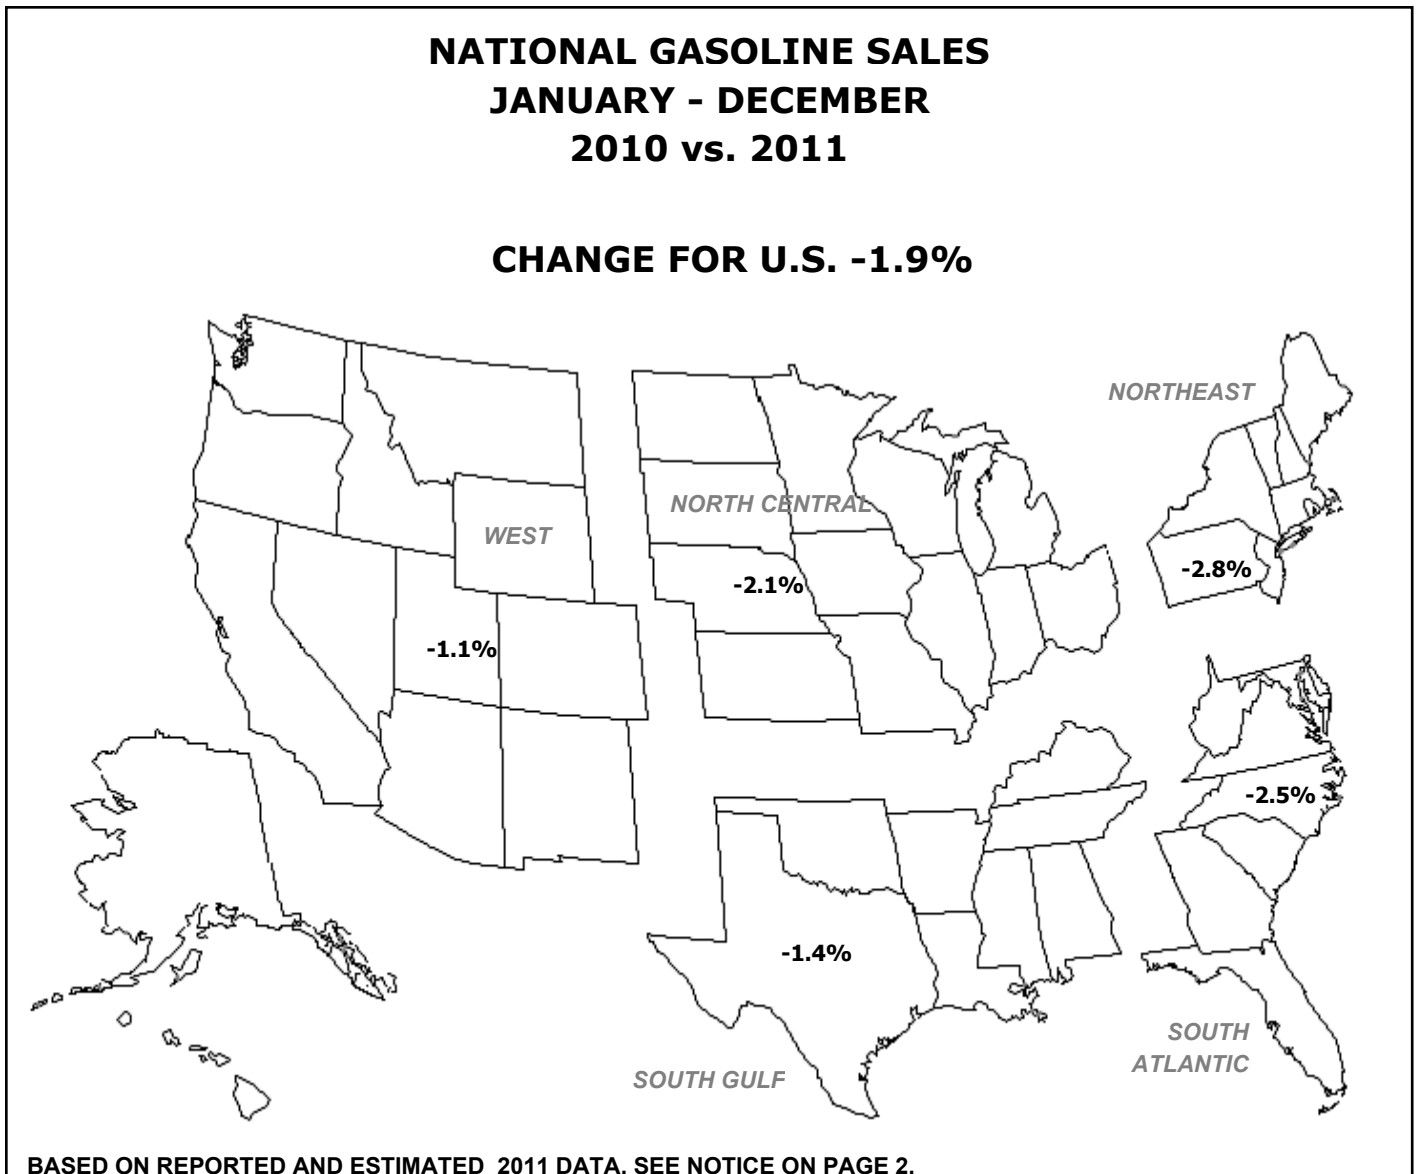 NATIONAL GASOLINE SALES
JANUARY - DECEMBER
2010 vs. 2011
CHANGE FOR U.S. -1.9%
NORTHEAST
NORTH CENTRAL
WEST
-2.8%
-2.1%
-1.1%
-2.5%
-1.4%
SOUTH
ATLANTIC
SOUTH GULF
BASED ON REPORTED AND ESTIMATED 2011 DATA. SEE NOTICE ON PAGE 2.